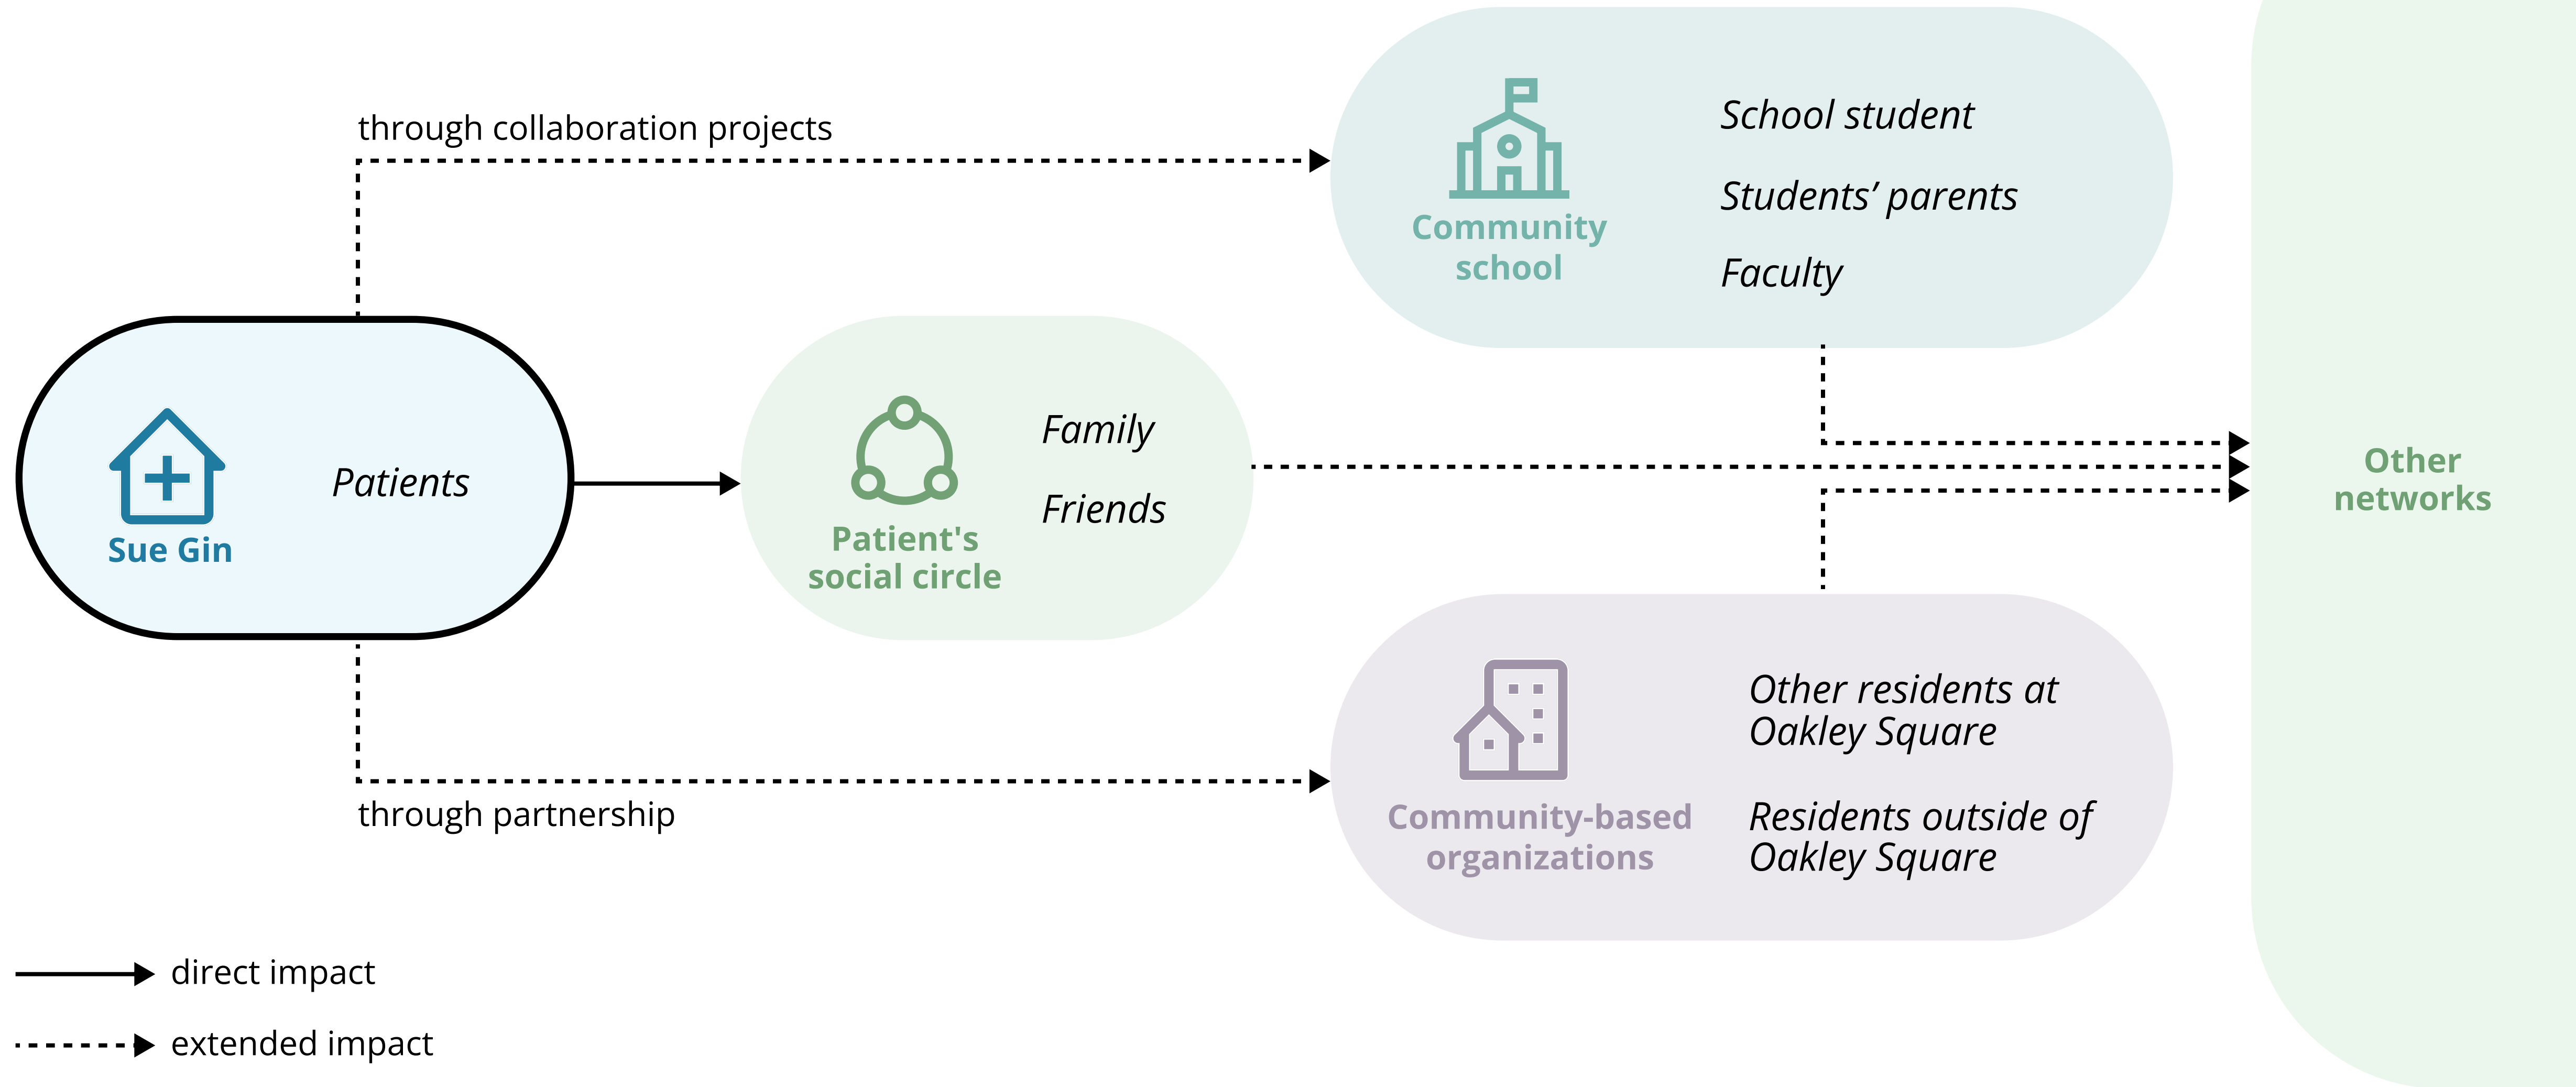 through collaboration projects
School student
Students’ parents
Faculty
Community
school
Patients
Sue Gin
Family
Friends
Patient's
social circle
Other
networks
Other residents at
Oakley Square
Residents outside of
Oakley Square
Community-based
organizations
through partnership
direct impact
extended impact